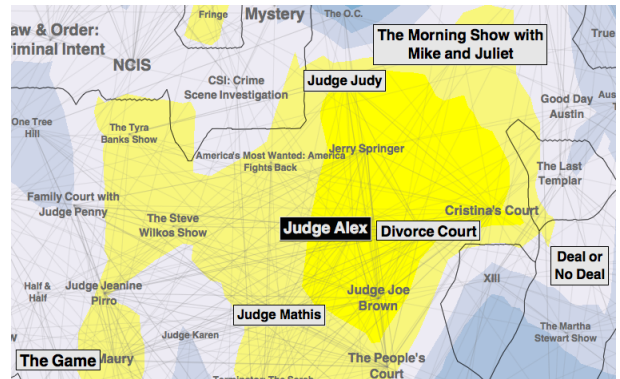 Fringe
Mystery
The O.C.
aw & Order:
riminal Intent
The Morning Show with
Mike and Juliet
True
NCIS
CSI: Crime
Scene Investigation
Judge Judy
Good Day
Austin
Aus
T
One Tree
Hill
The Tyra
Banks Show
Jerry Springer
America's Most Wanted: America
Fights Back
The Last
Templar
Family Court with
Judge Penny
The Steve
Wilkos Show
Cristina's Court
Judge Alex
Divorce Court
Deal or
No Deal
Half &
Half
Judge Jeanine
Pirro
Judge Joe
Brown
XIII
Judge Mathis
Judge Karen
The Martha
Stewart Show
w
The Game
Maury
The People's
Court
Terminator: The Sarah